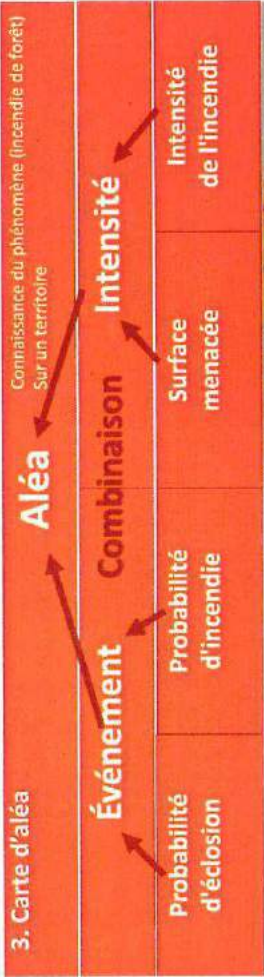 3. Carte d'aléa
Aléa
Connaissance du phénomène (incendie de forêt)
Sur un territoire
Événement
Combinaison
Intensité
Probabilité
d'éclosion
Probabilité
d'incendie
Surface
menacée
Intensité
de l'incendie